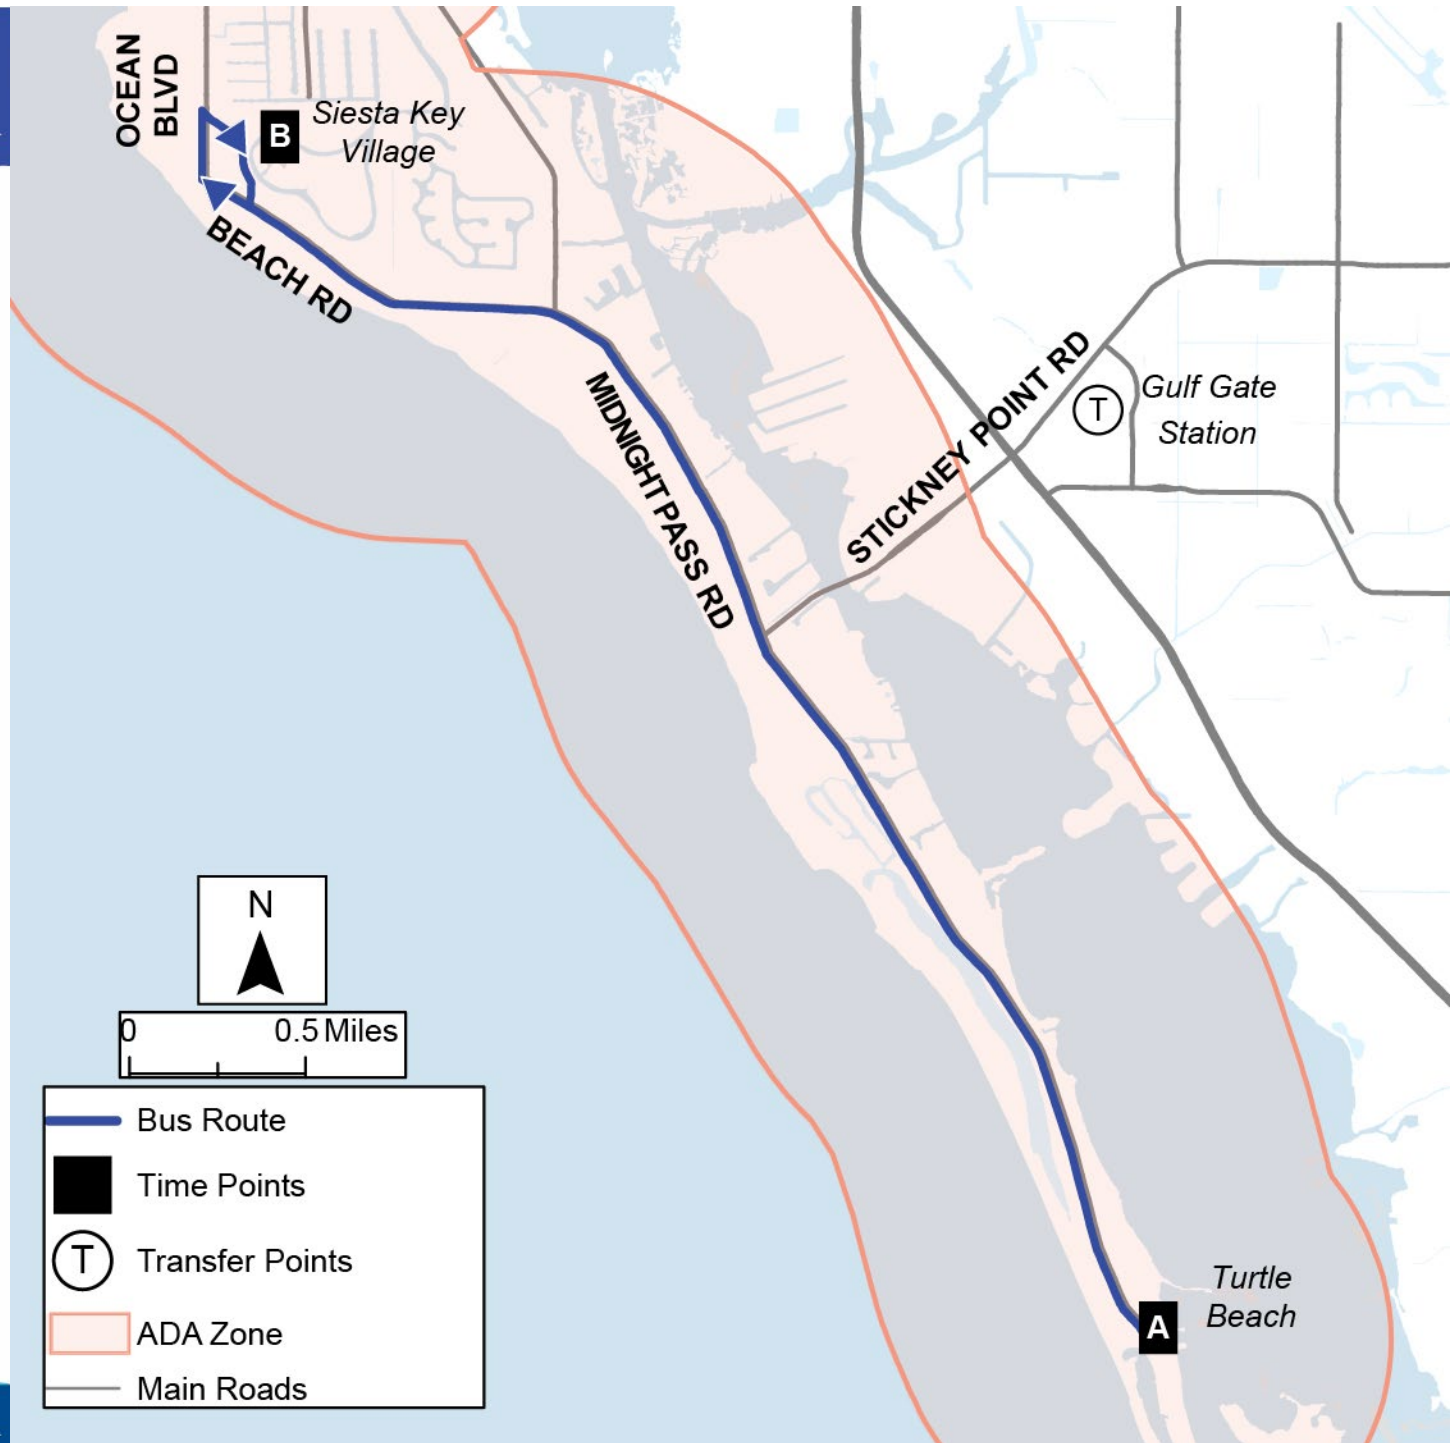 OCEAN
BLVD
B
Siesta Key
Village
BEACH RD
MIDNIGHT PASS RD
STICKNEY POINT RD
T
Gulf Gate
Station
N
0 0.5 Miles
Bus Route
Time Points
T Transfer Points
ADA Zone
Main Roads
Turtle
Beach
A